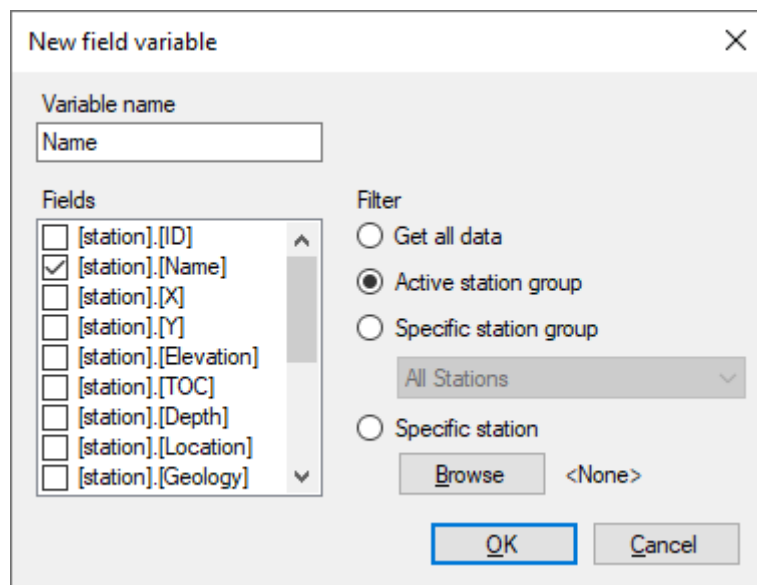 New field variable
Variable name
Name
Fields
[station].[ID]
[station].[Name]
[station].[X]
[station].[Y]
[station].[Elevation]
[station].[TOC]
[station].[Depth]
[station].[Location]
[station].[Geology]
Filter
Get all data
Active station group
Specific station group
All Stations
Specific station
Browse <None>
OK Cancel